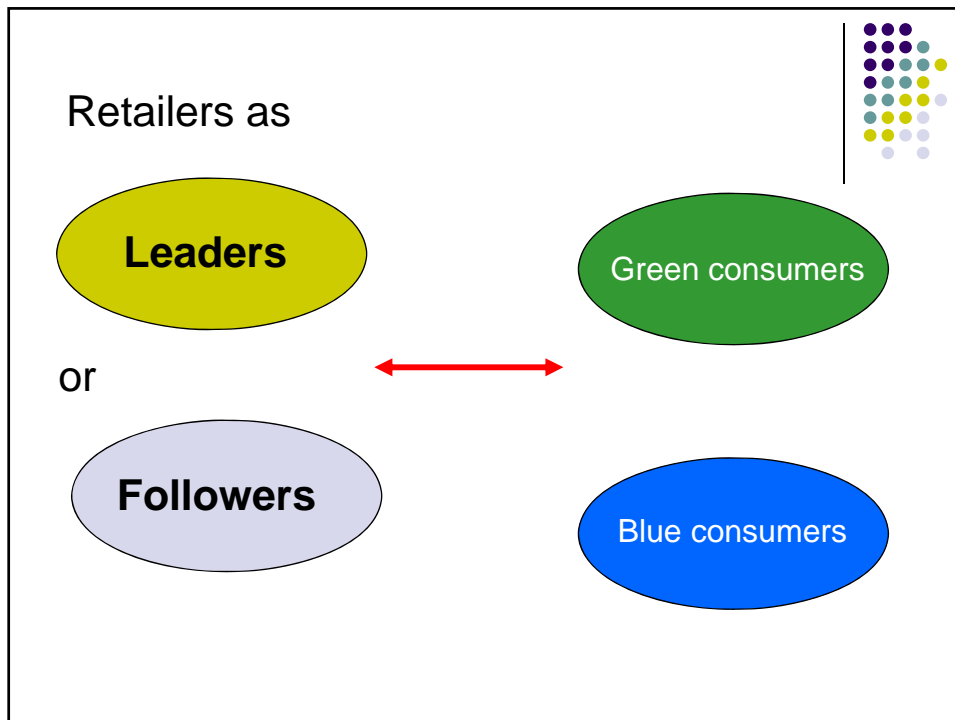 Retailers as
Leaders
Green consumers
or
Followers
Blue consumers